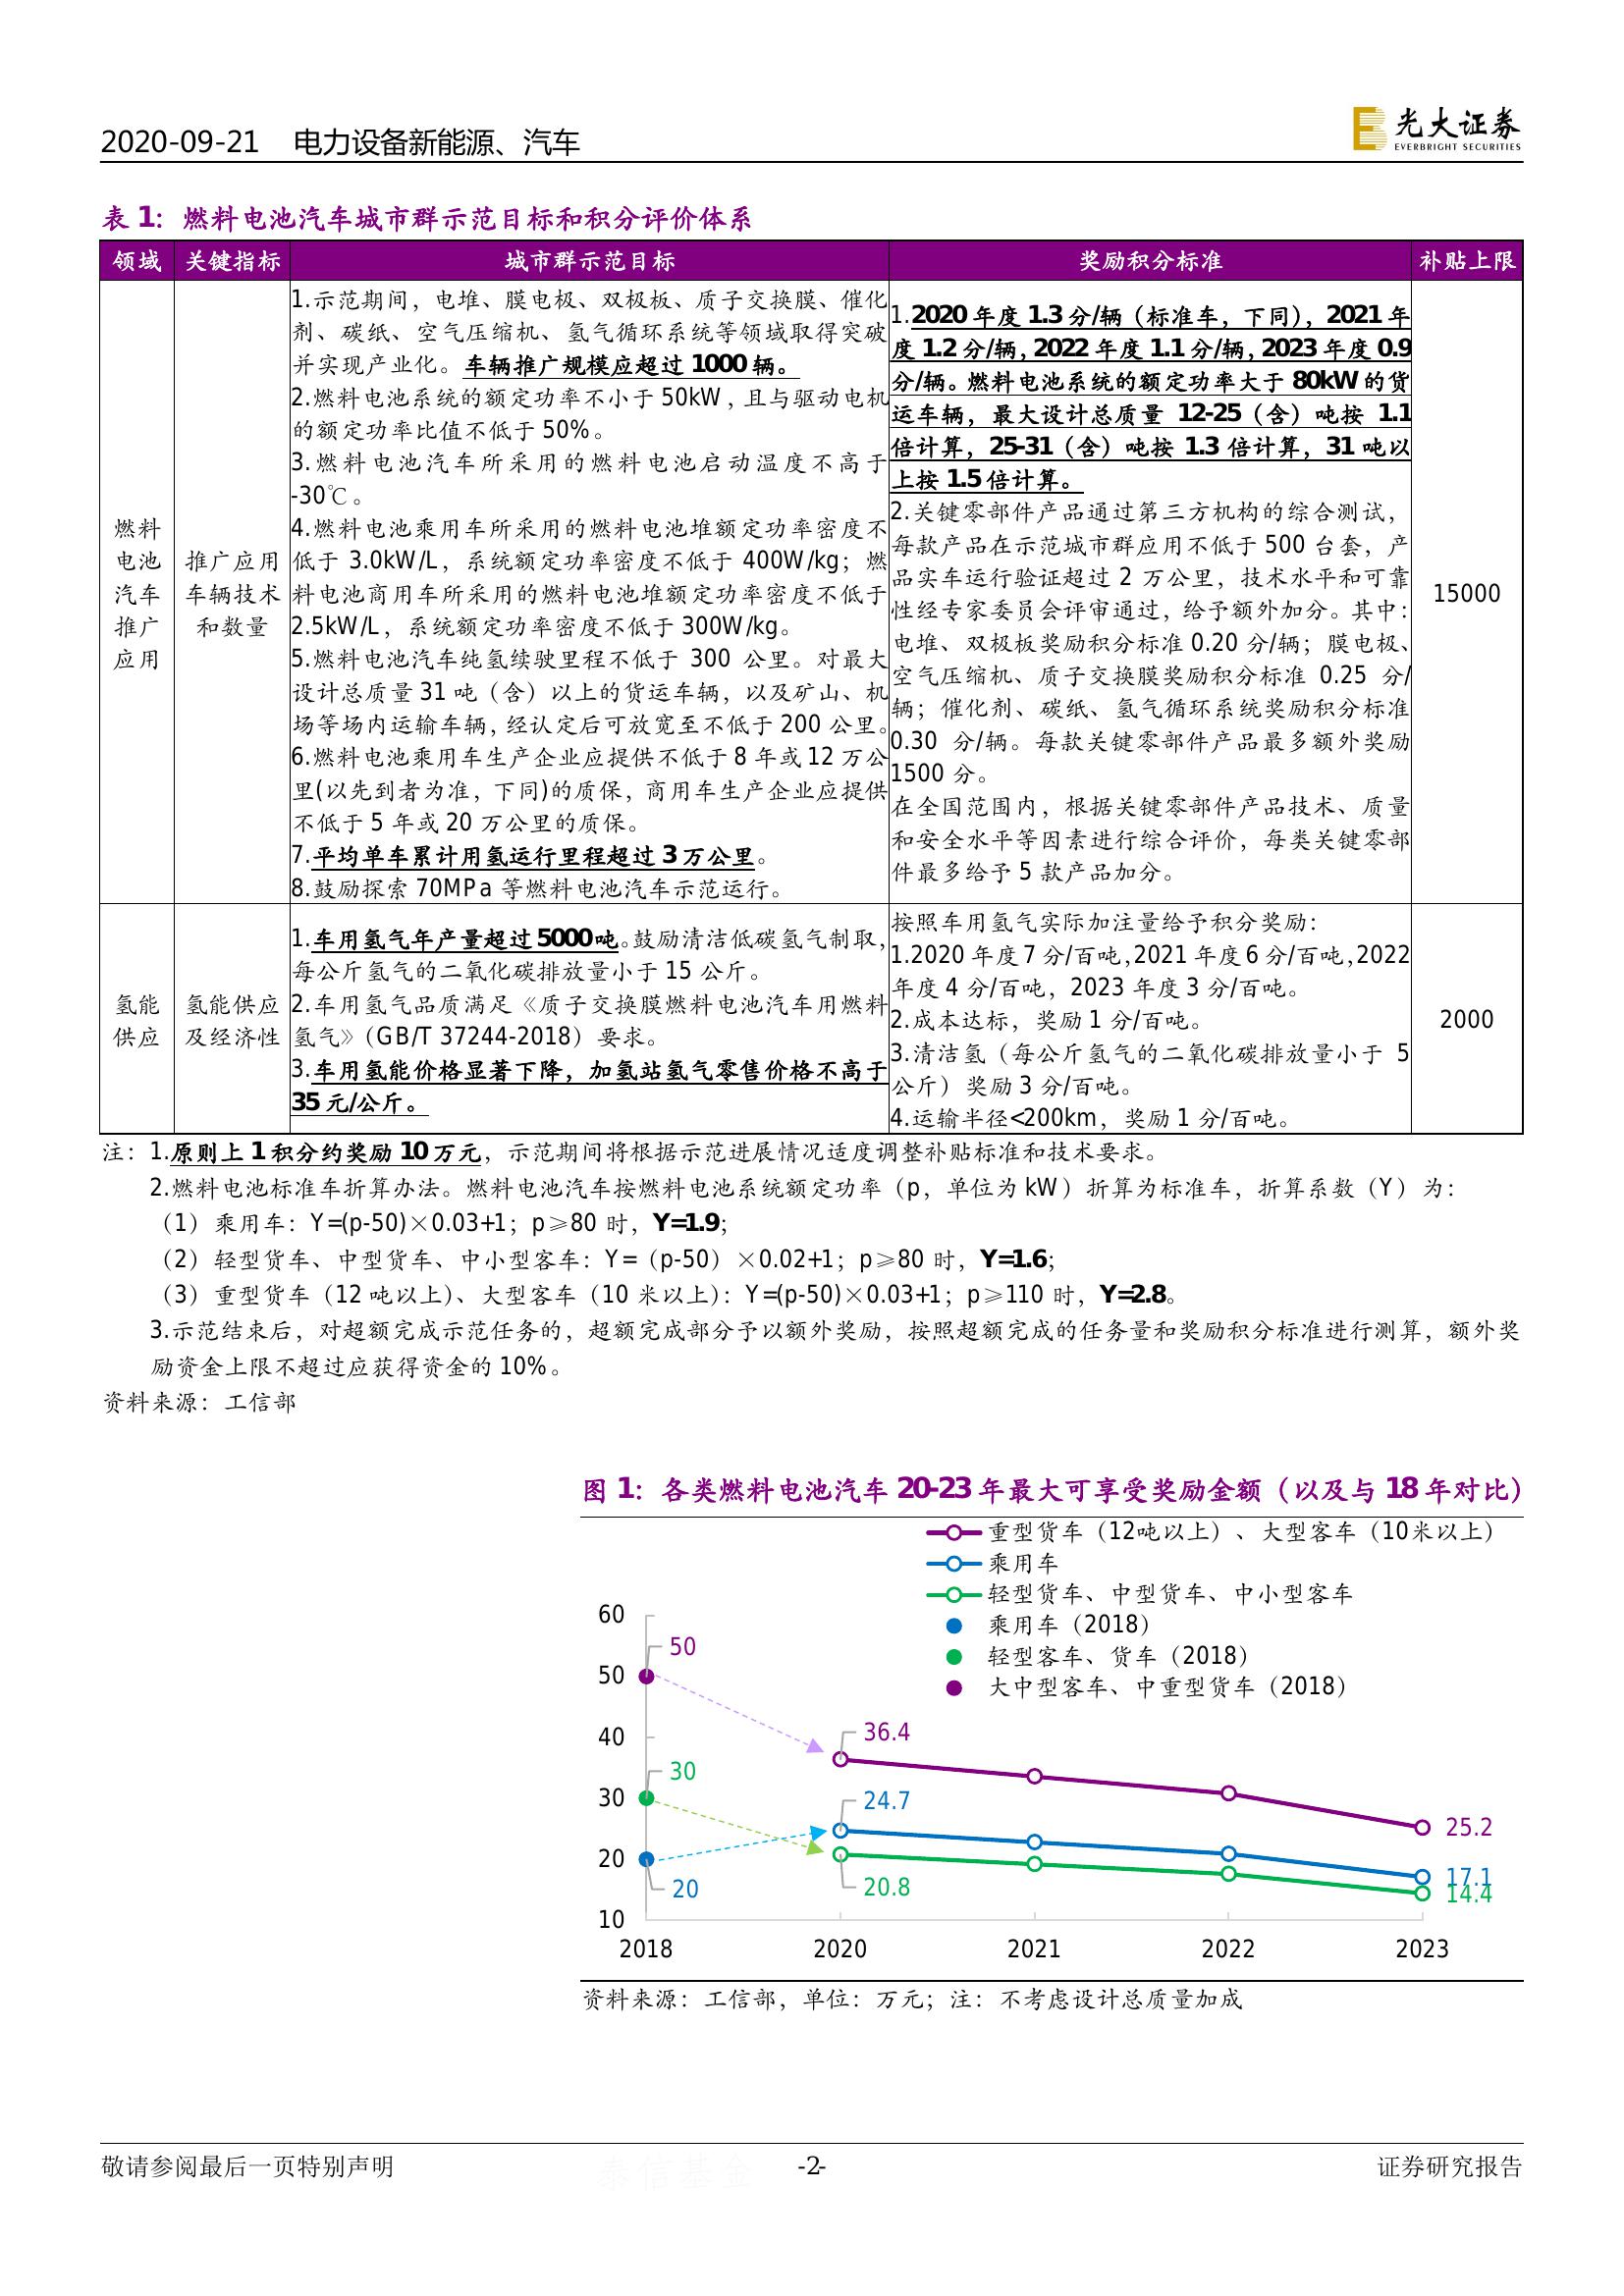 2020-09-21 电力设备新能源、汽车
光大证券
EVERBRIGHT SECURITIES
表 1：燃料电池汽车城市群示范目标和积分评价体系
领域 关键指标 城市群示范目标 奖励积分标准 补贴上限
燃料
电池
汽车
推广
应用
推广应用
车辆技术
和数量
1.示范期间，电堆、膜电极、双极板、质子交换膜、催化
剂、碳纸、空气压缩机、氢气循环系统等领域取得突破
并实现产业化。车辆推广规模应超过 1000 辆。
2.燃料电池系统的额定功率不小于 50kW，且与驱动电机
的额定功率比值不低于 50%。
3.燃料电池汽车所采用的燃料电池启动温度不高于
-30℃。
4.燃料电池乘用车所采用的燃料电池堆额定功率密度不
低于 3.0kW/L，系统额定功率密度不低于 400W/kg；燃
料电池商用车所采用的燃料电池堆额定功率密度不低于
2.5kW/L，系统额定功率密度不低于 300W/kg。
5.燃料电池汽车纯氢续驶里程不低于 300 公里。对最大
设计总质量 31 吨（含）以上的货运车辆，以及矿山、机
场等场内运输车辆，经认定后可放宽至不低于 200 公里。
6.燃料电池乘用车生产企业应提供不低于 8 年或 12 万公
里(以先到者为准，下同)的质保，商用车生产企业应提供
不低于 5 年或 20 万公里的质保。
7.平均单车累计用氢运行里程超过 3 万公里。
8.鼓励探索 70MPa 等燃料电池汽车示范运行。
1.2020 年度 1.3 分/辆（标准车，下同），2021 年
度 1.2 分/辆，2022 年度 1.1 分/辆，2023 年度 0.9
分/辆。燃料电池系统的额定功率大于 80kW 的货
运车辆，最大设计总质量 12-25（含）吨按 1.1
倍计算，25-31（含）吨按 1.3 倍计算，31 吨以
上按 1.5 倍计算。
2.关键零部件产品通过第三方机构的综合测试，
每款产品在示范城市群应用不低于 500 台套，产
品实车运行验证超过 2 万公里，技术水平和可靠
性经专家委员会评审通过，给予额外加分。其中：
电堆、双极板奖励积分标准 0.20 分/辆；膜电极、
空气压缩机、质子交换膜奖励积分标准 0.25 分/
辆；催化剂、碳纸、氢气循环系统奖励积分标准
0.30 分/辆。每款关键零部件产品最多额外奖励
1500 分。
在全国范围内，根据关键零部件产品技术、质量
和安全水平等因素进行综合评价，每类关键零部
件最多给予 5 款产品加分。
15000
氢能
供应
氢能供应
及经济性
1.车用氢气年产量超过 5000 吨。鼓励清洁低碳氢气制取，
每公斤氢气的二氧化碳排放量小于 15 公斤。
2.车用氢气品质满足《质子交换膜燃料电池汽车用燃料
氢气》（GB/T 37244-2018）要求。
3.车用氢能价格显著下降，加氢站氢气零售价格不高于
35 元/公斤。
按照车用氢气实际加注量给予积分奖励：
1.2020 年度 7 分/百吨，2021 年度 6 分/百吨，2022
年度 4 分/百吨，2023 年度 3 分/百吨。
2.成本达标，奖励 1 分/百吨。
3.清洁氢（每公斤氢气的二氧化碳排放量小于 5
公斤）奖励 3 分/百吨。
4.运输半径<200km，奖励 1 分/百吨。
2000
注：1.原则上 1 积分约奖励 10 万元，示范期间将根据示范进展情况适度调整补贴标准和技术要求。
2.燃料电池标准车折算办法。燃料电池汽车按燃料电池系统额定功率（p，单位为 kW）折算为标准车，折算系数（Y）为：
（1）乘用车：Y=(p-50)×0.03+1；p≥80 时，Y=1.9；
（2）轻型货车、中型货车、中小型客车：Y=（p-50）×0.02+1；p≥80 时，Y=1.6；
（3）重型货车（12 吨以上）、大型客车（10 米以上）：Y=(p-50)×0.03+1；p≥110 时，Y=2.8。
3.示范结束后，对超额完成示范任务的，超额完成部分予以额外奖励，按照超额完成的任务量和奖励积分标准进行测算，额外奖
励资金上限不超过应获得资金的 10%。
资料来源：工信部
图 1：各类燃料电池汽车 20-23 年最大可享受奖励金额（以及与 18 年对比）
重型货车（12吨以上）、大型客车（10米以上）
乘用车
轻型货车、中型货车、中小型客车
乘用车（2018）
轻型客车、货车（2018）
大中型客车、中重型货车（2018）
60
50
50
40
36.4
30
30
24.7
25.2
20
20
20.8
17.1
14.4
10
2018 2020 2021 2022 2023
资料来源：工信部，单位：万元；注：不考虑设计总质量加成
敬请参阅最后一页特别声明 -2- 证券研究报告
泰信基金